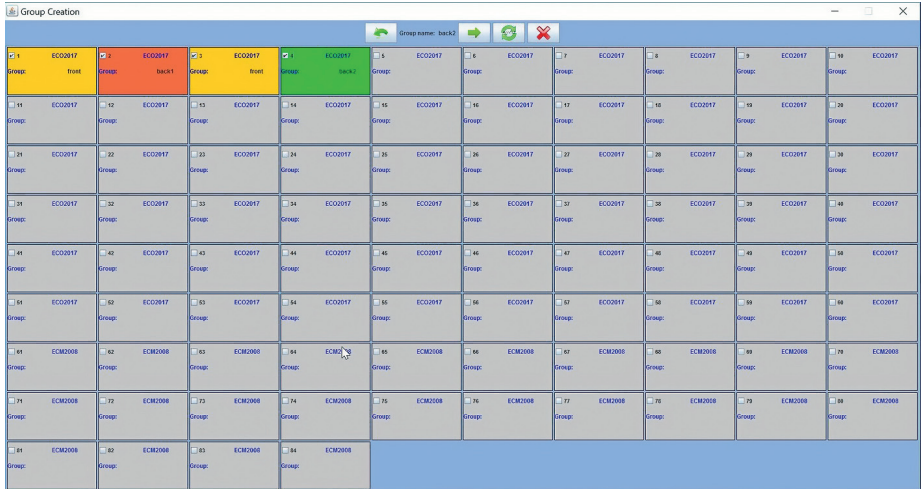 Group Creation
Group name: back2
1 ECO2017 2 ECO2017 3 ECO2017 4 ECO2017 5 ECO2017 6 ECO2017 7 ECO2017 8 ECO2017 9 ECO2017 10 ECO2017
Group: front Group: back1 Group: front Group: back2 Group: Group: Group: Group: Group: Group:
11 ECO2017 12 ECO2017 13 ECO2017 14 ECO2017 15 ECO2017 16 ECO2017 17 ECO2017 18 ECO2017 19 ECO2017 20 ECO2017
Group: Group: Group: Group: Group: Group: Group: Group: Group: Group:
21 ECO2017 22 ECO2017 23 ECO2017 24 ECO2017 25 ECO2017 26 ECO2017 27 ECO2017 28 ECO2017 29 ECO2017 30 ECO2017
Group: Group: Group: Group: Group: Group: Group: Group: Group: Group:
31 ECO2017 32 ECO2017 33 ECO2017 34 ECO2017 35 ECO2017 36 ECO2017 37 ECO2017 38 ECO2017 39 ECO2017 40 ECO2017
Group: Group: Group: Group: Group: Group: Group: Group: Group: Group:
41 ECO2017 42 ECO2017 43 ECO2017 44 ECO2017 45 ECO2017 46 ECO2017 47 ECO2017 48 ECO2017 49 ECO2017 50 ECO2017
Group: Group: Group: Group: Group: Group: Group: Group: Group: Group:
51 ECO2017 52 ECO2017 53 ECO2017 54 ECO2017 55 ECO2017 56 ECO2017 57 ECO2017 58 ECO2017 59 ECO2017 60 ECO2017
Group: Group: Group: Group: Group: Group: Group: Group: Group: Group:
61 ECM2008 62 ECM2008 63 ECM2008 64 65 ECM2008 66 ECM2008 67 ECM2008 68 ECM2008 69 ECM2008 70 ECM2008
Group: Group: Group: Group: Group: Group: Group: Group: Group: Group:
71 ECM2008 72 ECM2008 73 ECM2008 74 ECM2008 75 ECM2008 76 ECM2008 77 ECM2008 78 ECM2008 79 ECM2008 80 ECM2008
Group: Group: Group: Group: Group: Group: Group: Group: Group: Group:
81 ECM2008 82 ECM2008 83 ECM2008 84 ECM2008
Group: Group: Group: Group: